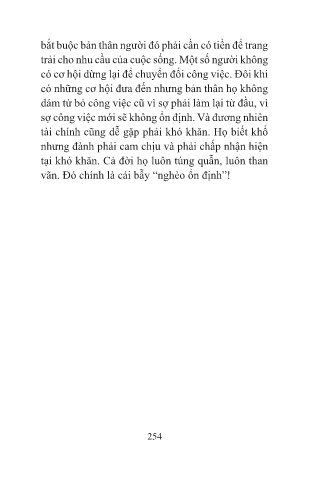 bắt buộc bản thân người đó phải cần có tiền để trang
trải cho nhu cầu của cuộc sống. Một số người không
có cơ hội dừng lại để chuyển đổi công việc. Đôi khi
có những cơ hội đưa đến nhưng bản thân họ không
dám từ bỏ công việc cũ vì sợ phải làm lại từ đầu, vì
sợ công việc mới sẽ không ổn định. Và đương nhiên
tài chính cũng dễ gặp phải khó khăn. Họ biết khổ
nhưng đành phải cam chịu và phải chấp nhận hiện
tại khó khăn. Cả đời họ luôn túng quẫn, luôn than
vãn. Đó chính là cái bẫy “nghèo ổn định”!
254